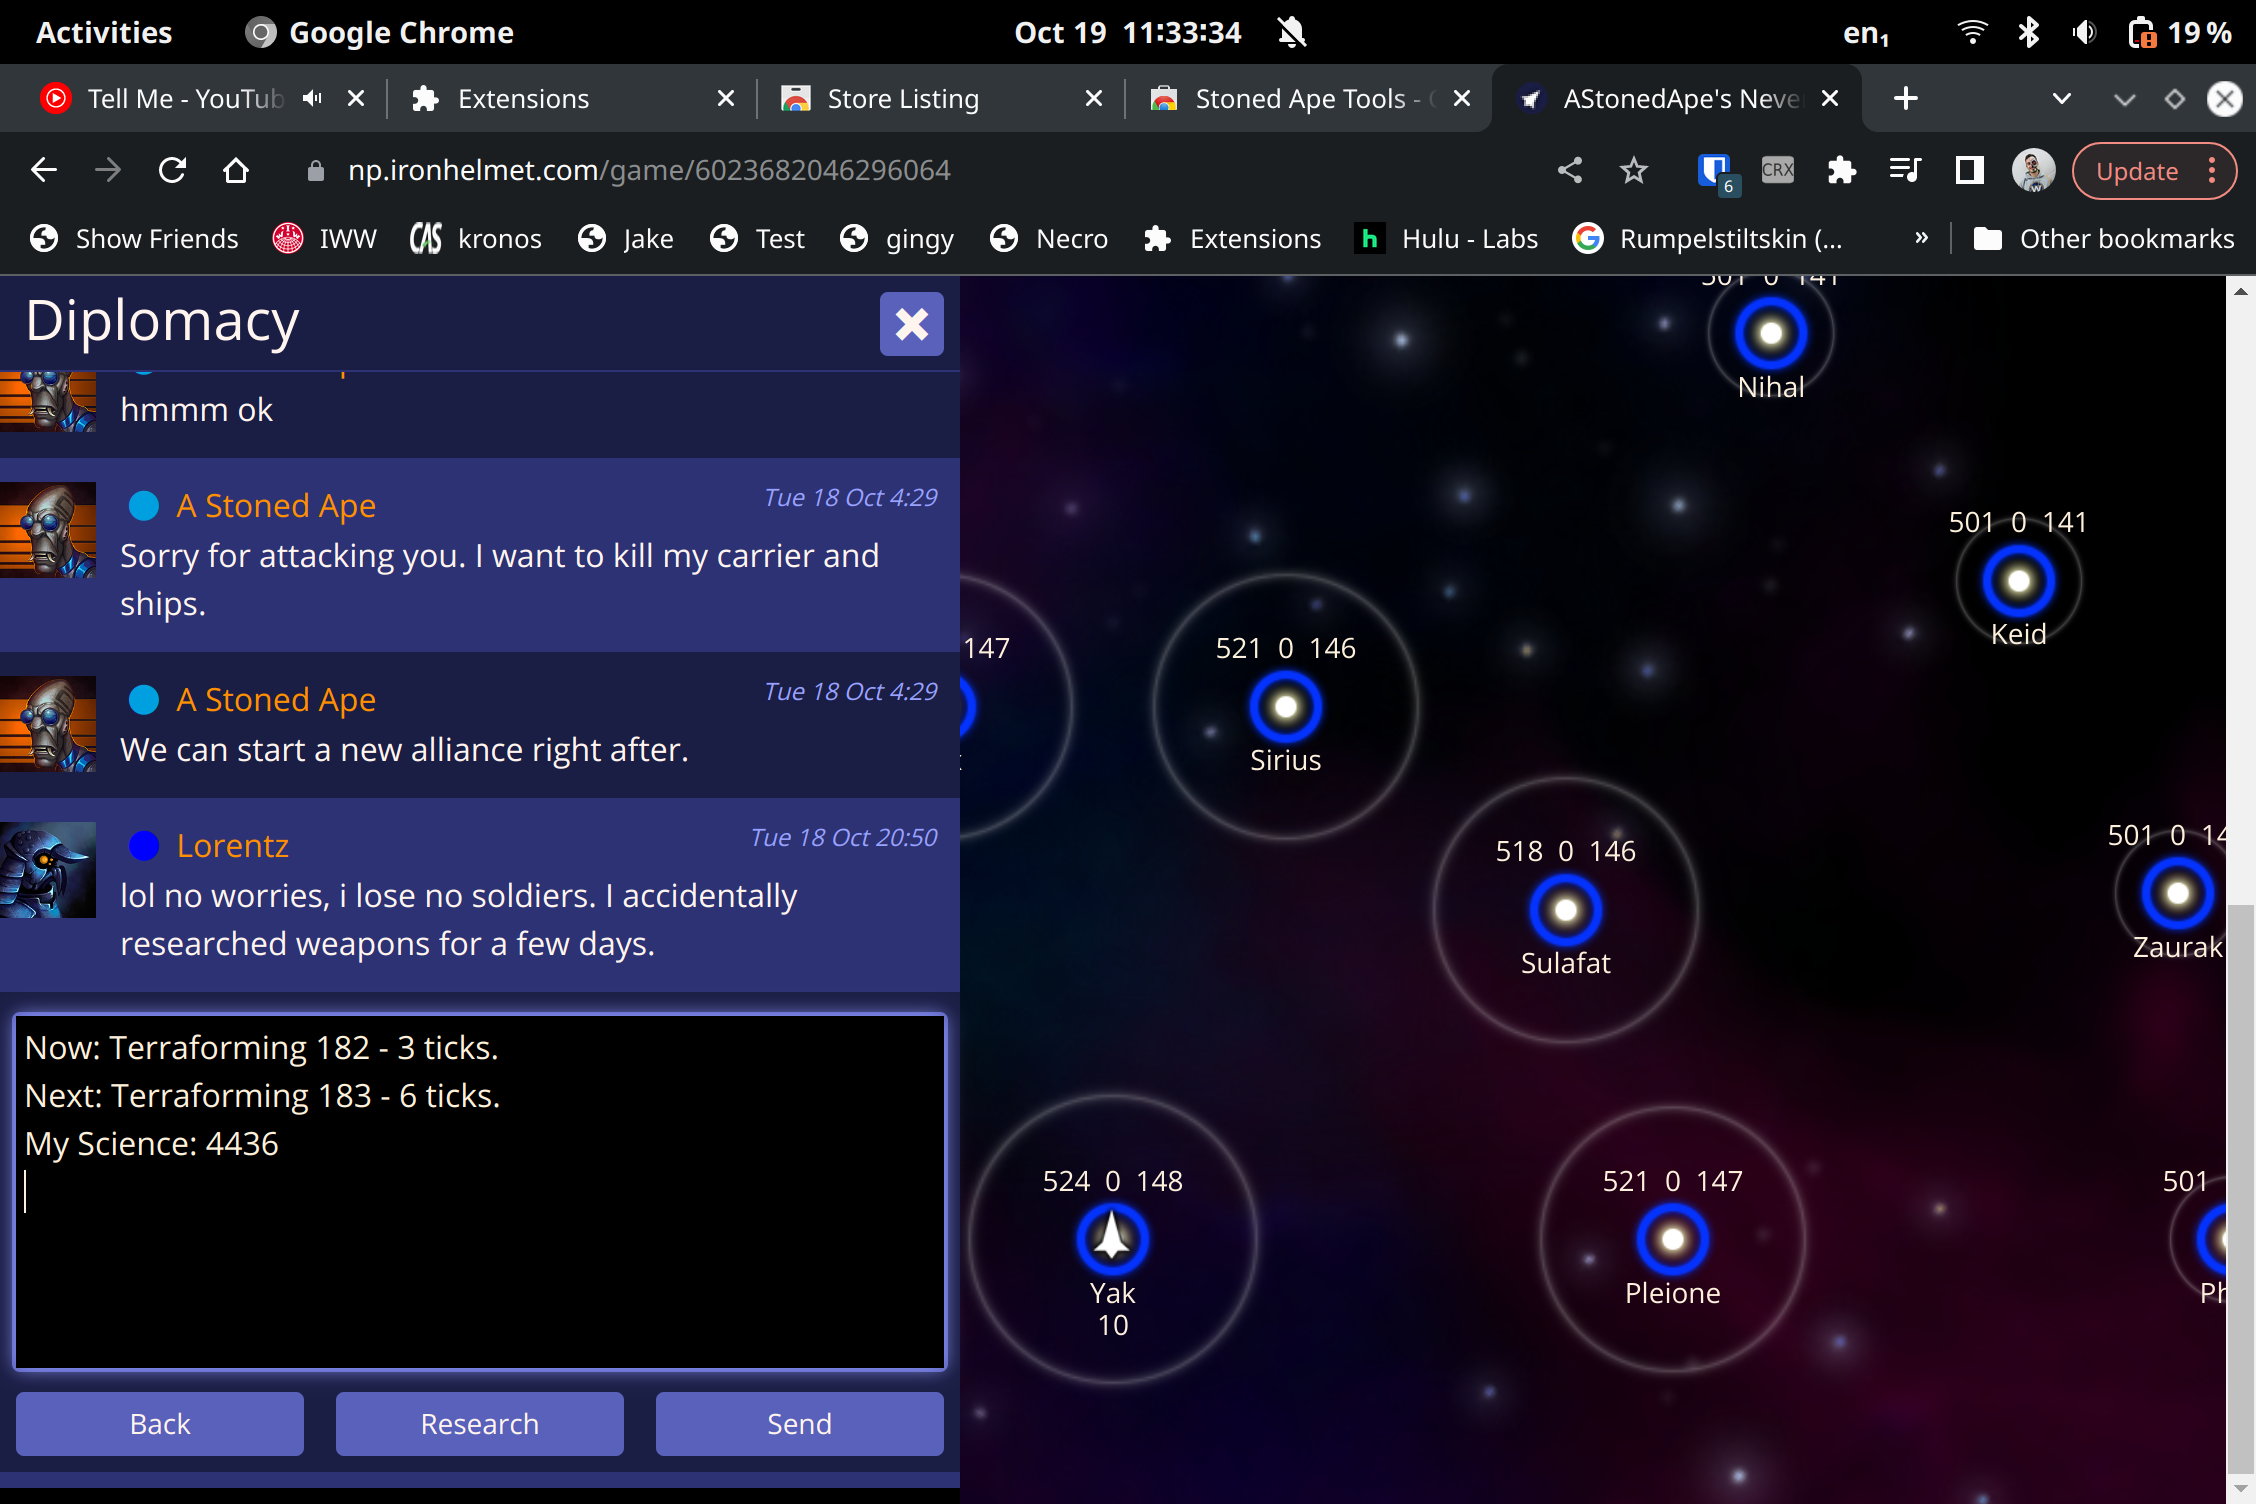 Activities Google Chrome Oct 19 11:33:34 en₁ 19 %
Tell Me - YouTub Extensions Store Listing Stoned Ape Tools - AStonedApe's Neve
np.ironhelmet.com/game/6023682046296064 6 CRX Update
Show Friends IWW CAS kronos Jake Test gingy Necro Extensions h Hulu - Labs Rumpelstiltskin (... » Other bookmarks
Diplomacy
hmmm ok
A Stoned Ape Tue 18 Oct 4:29
Sorry for attacking you. I want to kill my carrier and
ships.
A Stoned Ape Tue 18 Oct 4:29
We can start a new alliance right after.
Lorentz Tue 18 Oct 20:50
lol no worries, i lose no soldiers. I accidentally
researched weapons for a few days.
Now: Terraforming 182 - 3 ticks.
Next: Terraforming 183 - 6 ticks.
My Science: 4436
Back Research Send
501 0 141
Nihal
501 0 141
Keid
147
521 0 146
Sirius
518 0 146
Sulafat
501 0 14
Zaurak
524 0 148
Yak
10
521 0 147
Pleione
501
Ph